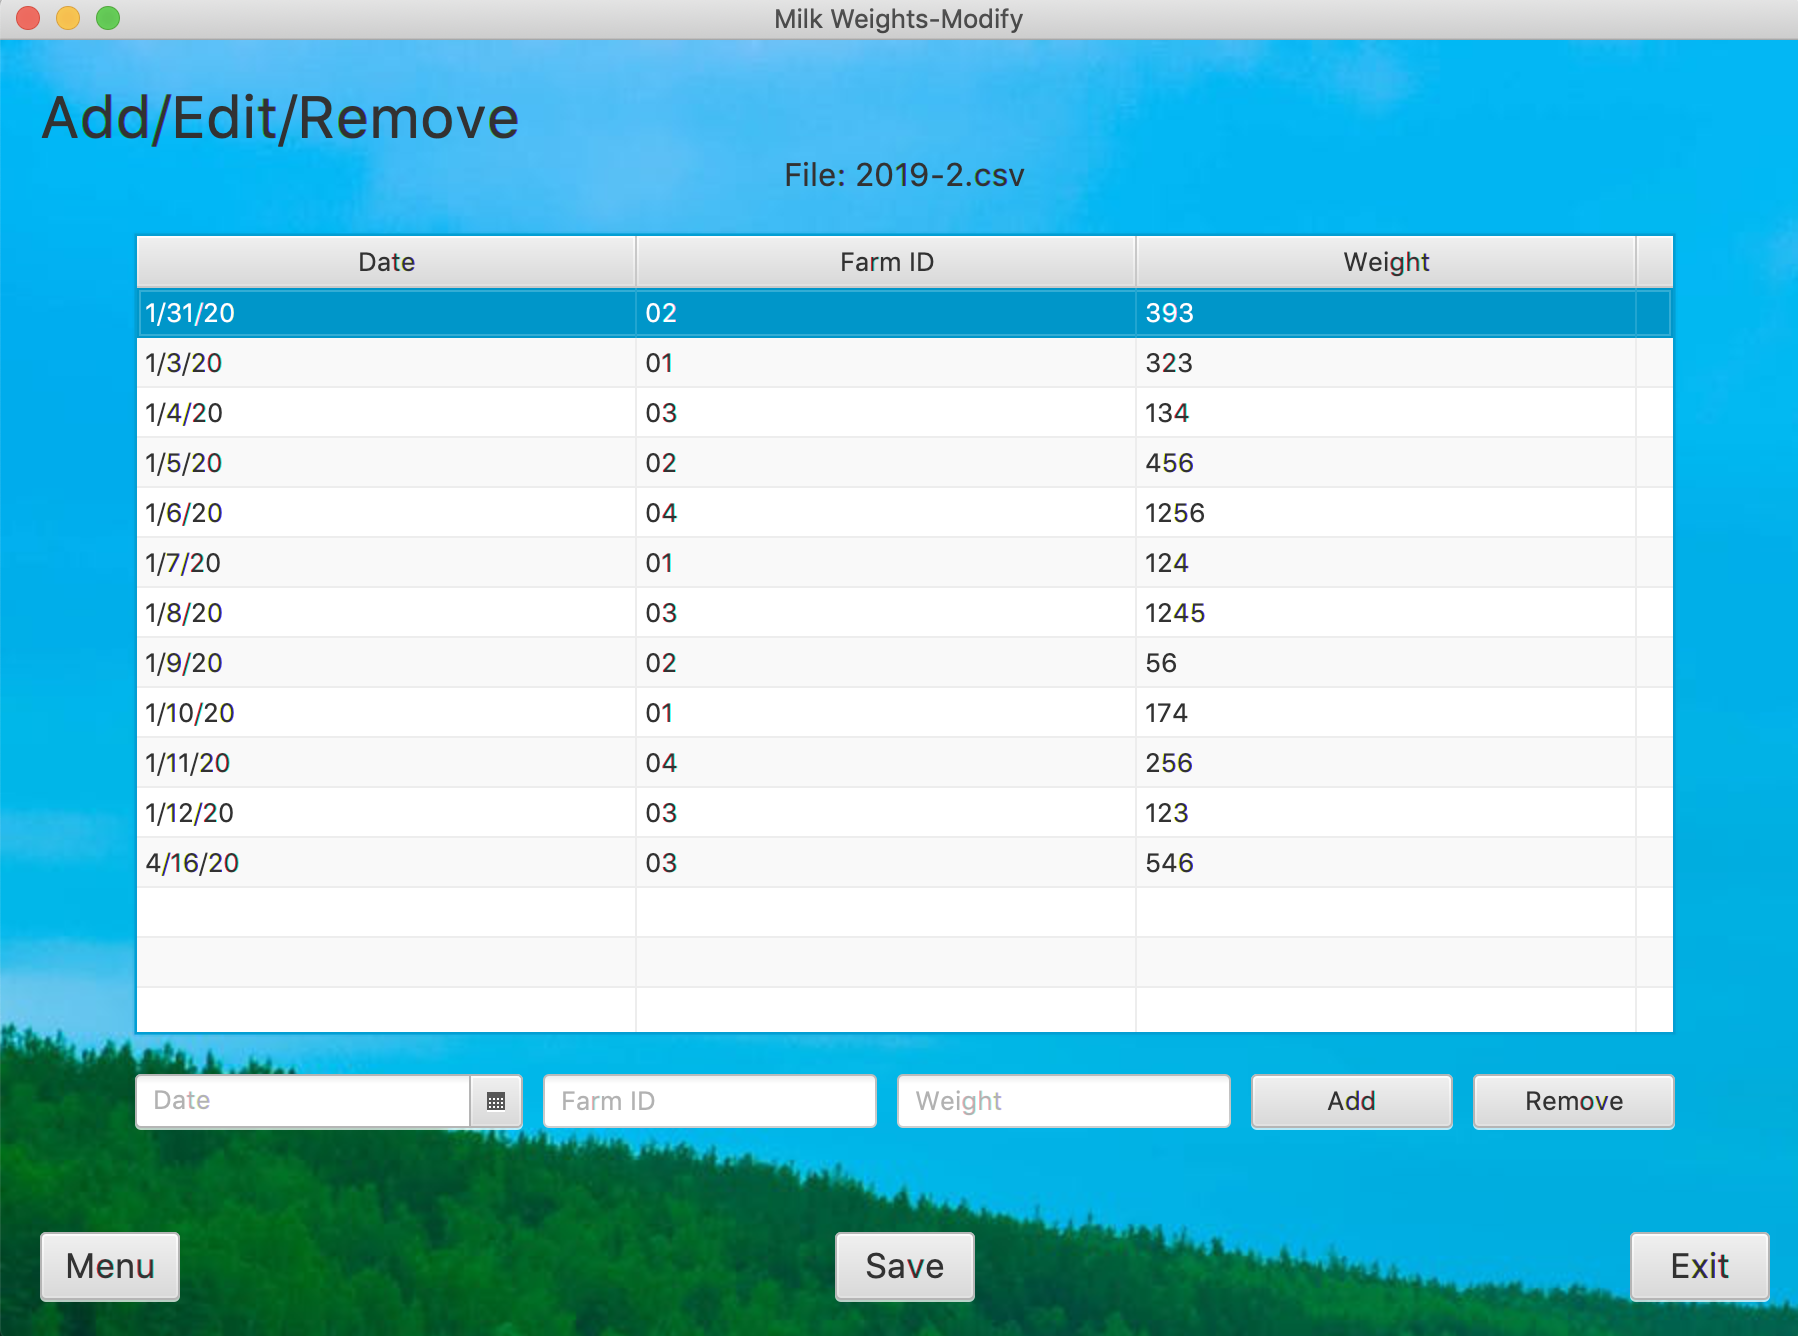 Milk Weights-Modify
Add/Edit/Remove
File: 2019-2.csv
Date Farm ID Weight
1/31/20 02 393
1/3/20 01 323
1/4/20 03 134
1/5/20 02 456
1/6/20 04 1256
1/7/20 01 124
1/8/20 03 1245
1/9/20 02 56
1/10/20 01 174
1/11/20 04 256
1/12/20 03 123
4/16/20 03 546
Date Farm ID Weight Add Remove
Menu Save Exit